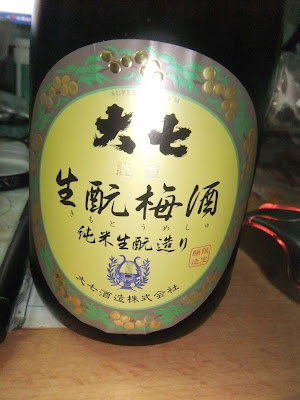 大七
生酛梅酒
きもとうめしゅ
純米生酛造り
大七酒造株式会社